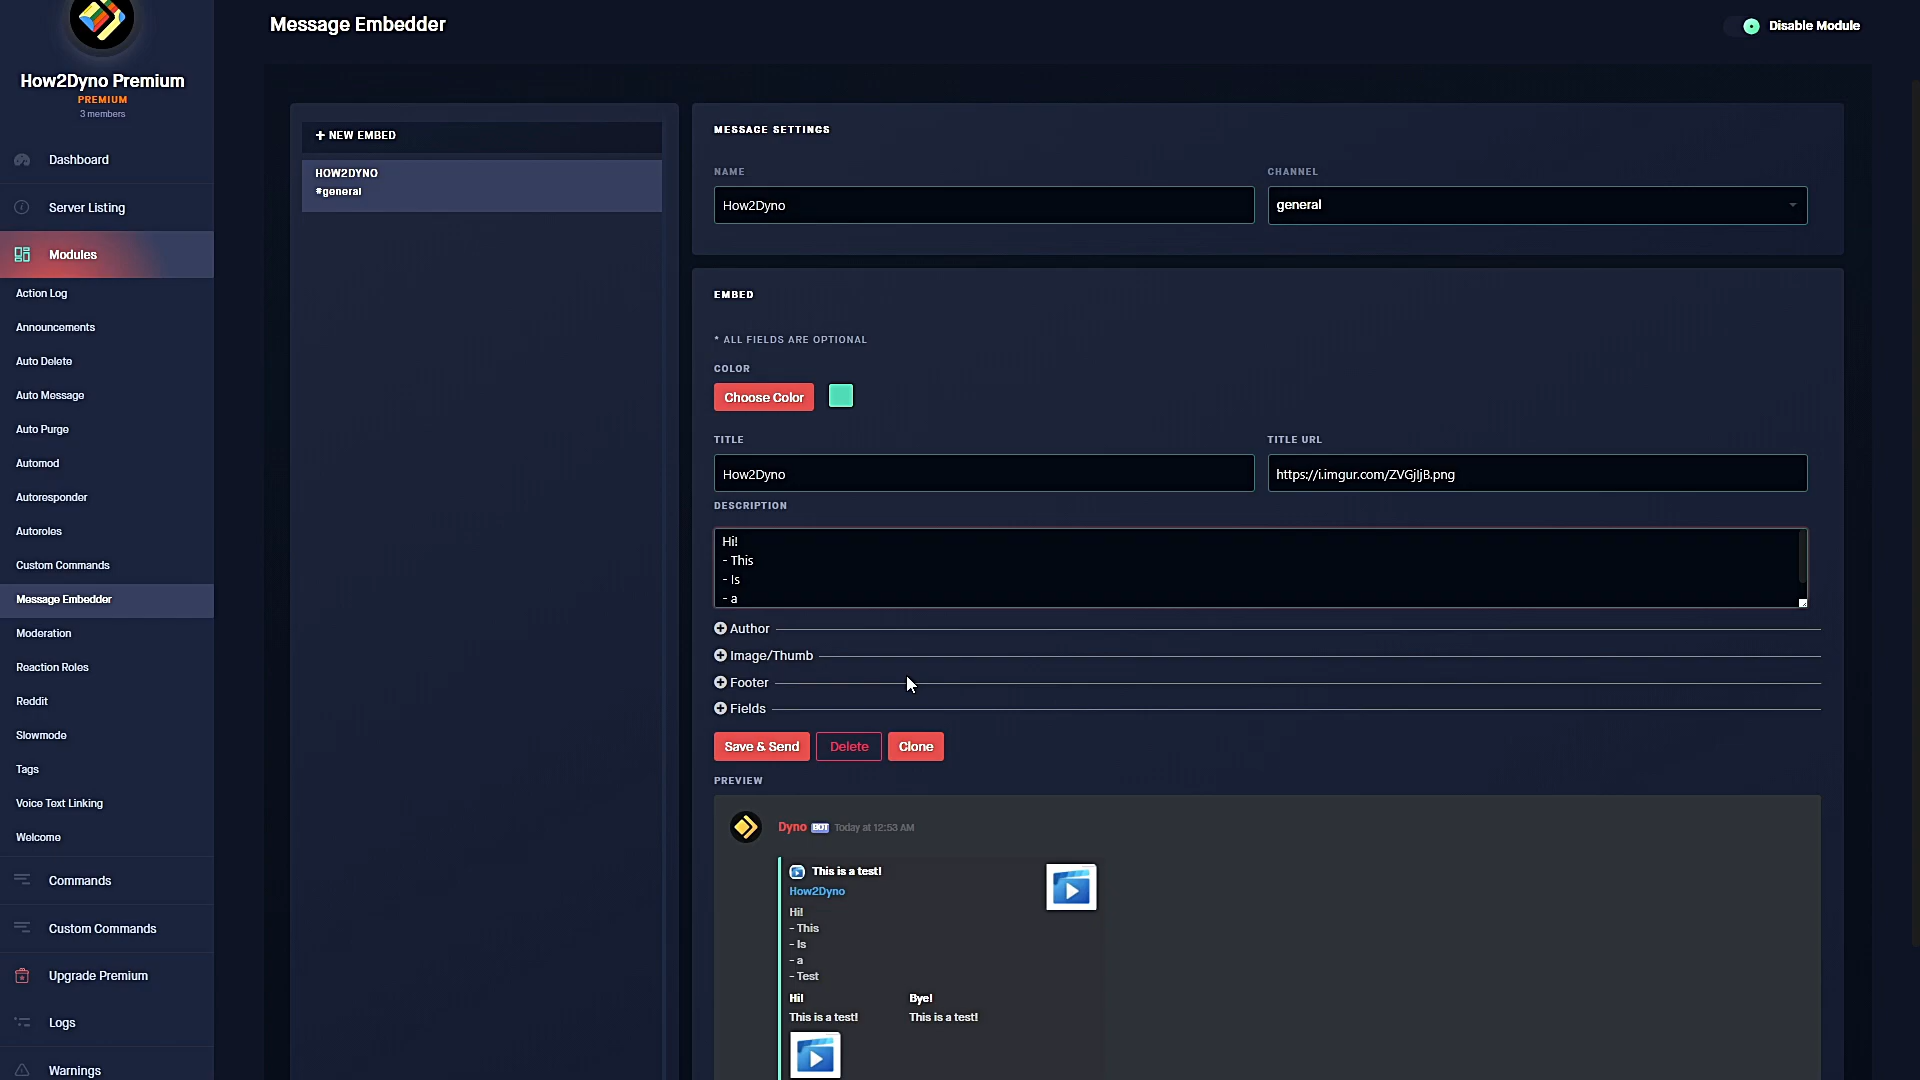 Message Embedder
Disable Module
How2Dyno Premium
PREMIUM
3 members
Dashboard
Server Listing
Modules
Action Log
Announcements
Auto Delete
Auto Message
Auto Purge
Automod
Autoresponder
Autoroles
Custom Commands
Message Embedder
Moderation
Reaction Roles
Reddit
Slowmode
Tags
Voice Text Linking
Welcome
Commands
Custom Commands
Upgrade Premium
Logs
Warnings
NEW EMBED
HOW2DYNO
#general
MESSAGE SETTINGS
NAME
CHANNEL
How2Dyno
general
EMBED
* ALL FIELDS ARE OPTIONAL
COLOR
Choose Color
TITLE
TITLE URL
How2Dyno
https://i.imgur.com/ZVGjIjB.png
DESCRIPTION
Hi!
- This
- Is
- a
Author
Image/Thumb
Footer
Fields
Save & Send
Delete
Clone
PREVIEW
Dyno BOT Today at 12:53 AM
This is a test!
How2Dyno
Hi!
- This
- Is
- a
- Test
Hi!
Bye!
This is a test!
This is a test!